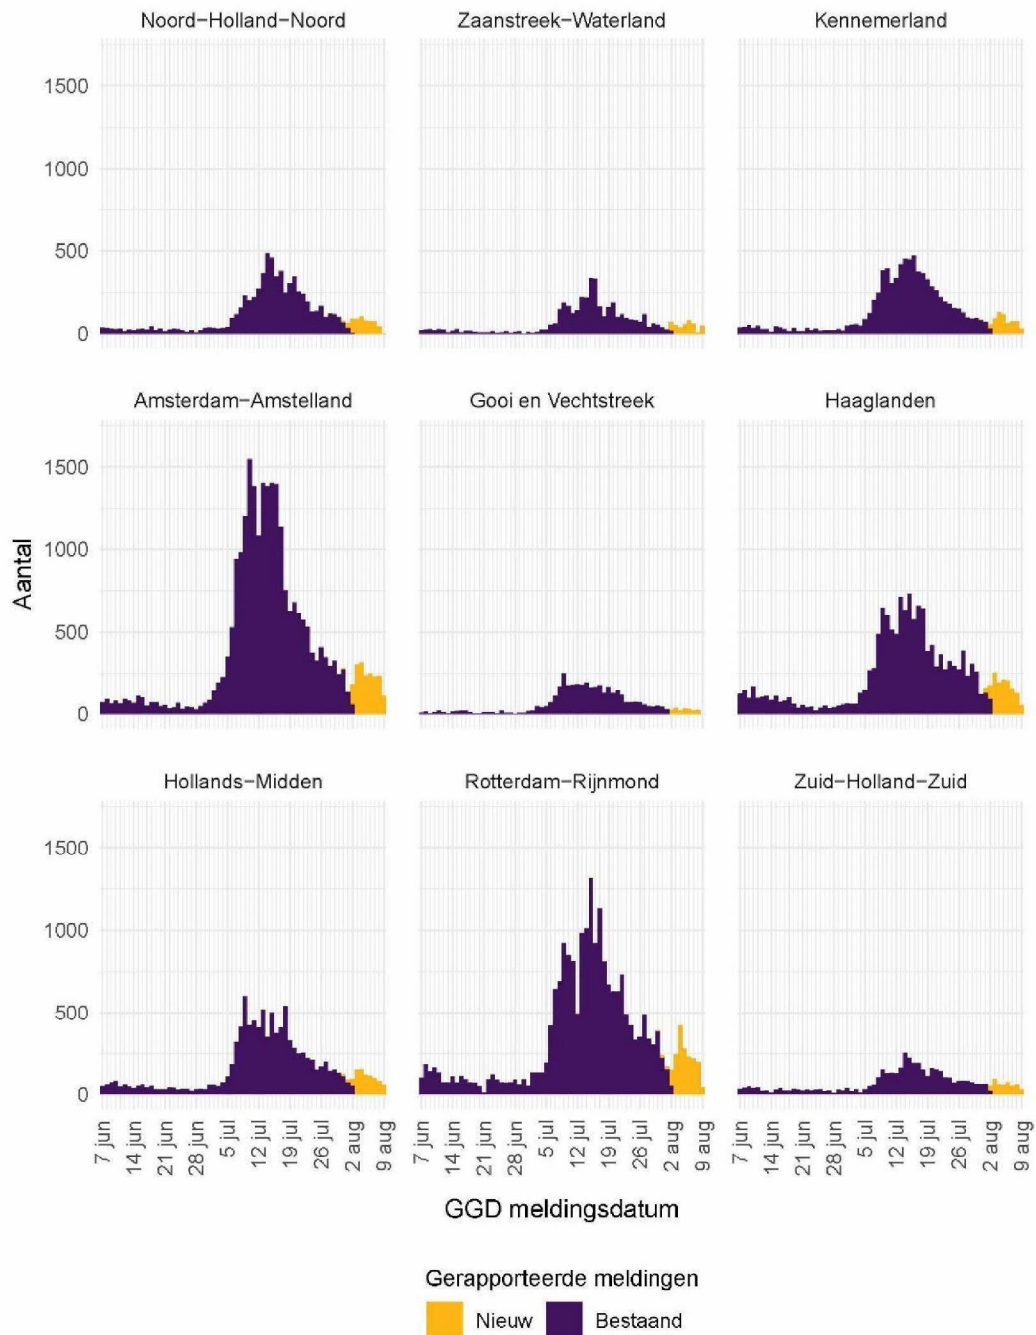 Noord-Holland-Noord Zaanstreek-Waterland Kennemerland
1500
1000
500
0
Amsterdam-Amstelland Gooi en Vechtstreek Haaglanden
1500
1000
500
0
Aantal
Hollands-Midden Rotterdam-Rijnmond Zuid-Holland-Zuid
1500
1000
500
0
7 jun 14 jun 21 jun 28 jun 5 jul 12 jul 19 jul 26 jul 2 aug 9 aug 7 jun 14 jun 21 jun 28 jun 5 jul 12 jul 19 jul 26 jul 2 aug 9 aug 7 jun 14 jun 21 jun 28 jun 5 jul 12 jul 19 jul 26 jul 2 aug 9 aug
GGD meldingsdatum
Gerapporteerde meldingen
Nieuw Bestaand